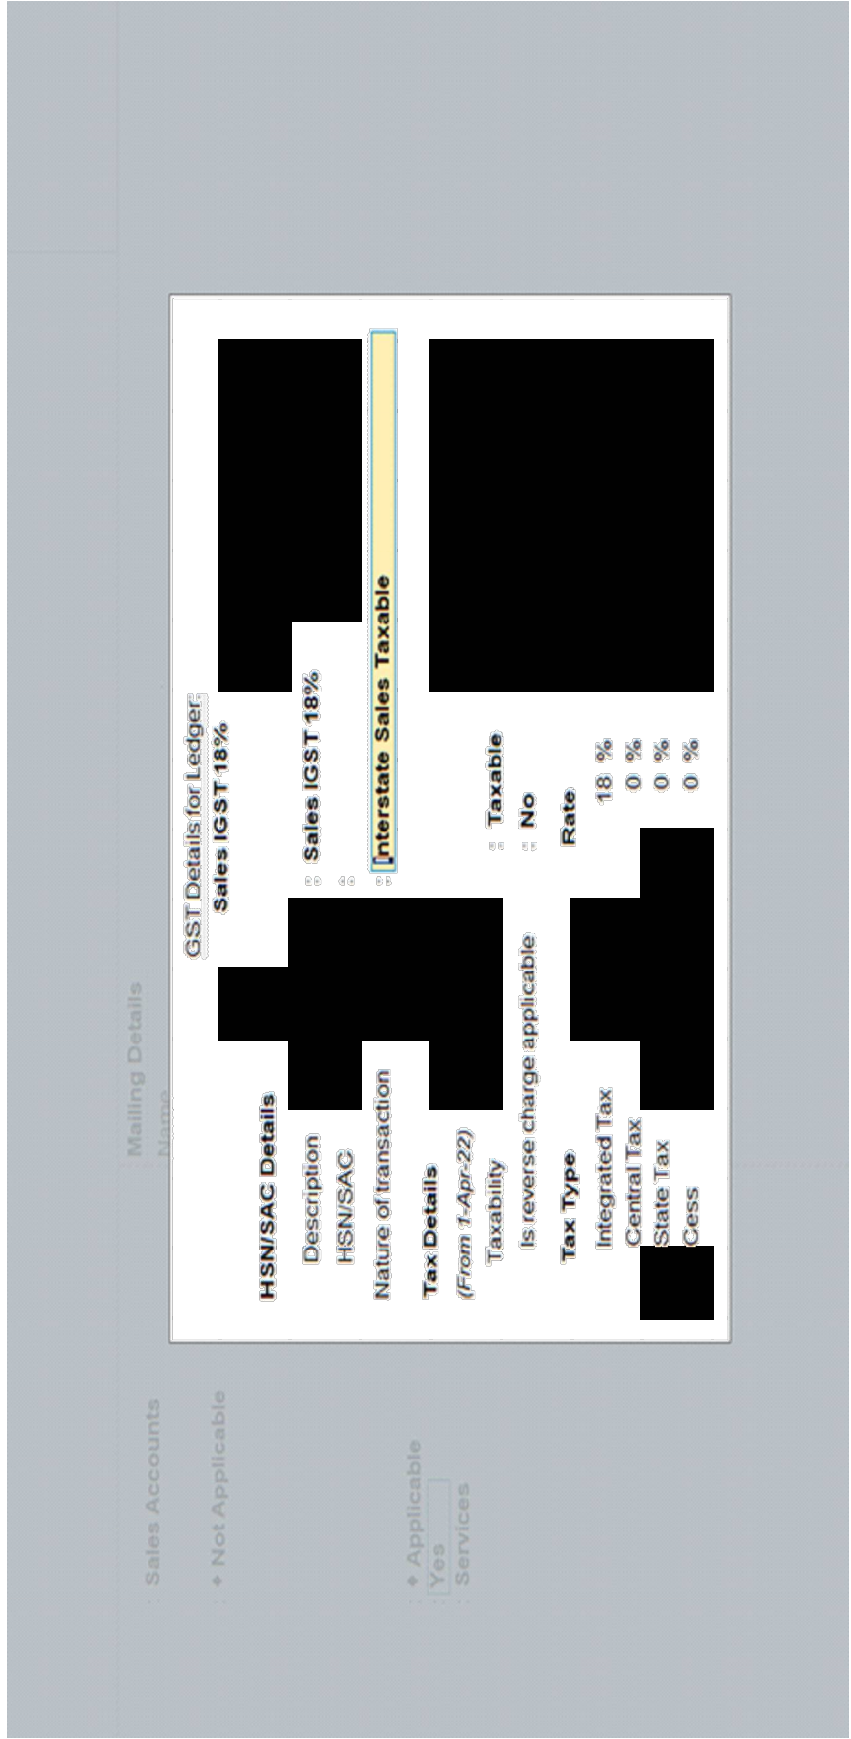 Sales Accounts
Mailing Details
Name
♦ Not Applicable
♦ Applicable
Yes
Services
GST Details for Ledger:
Sales IGST 18%
HSN/SAC Details
Description : Sales IGST 18%
HSN/SAC :
Nature of transaction : Interstate Sales Taxable
Tax Details
(From 1-Apr-22)
Taxability : Taxable
Is reverse charge applicable : No
Tax Type Rate
Integrated Tax 18 %
Central Tax 0 %
State Tax 0 %
Cess 0 %